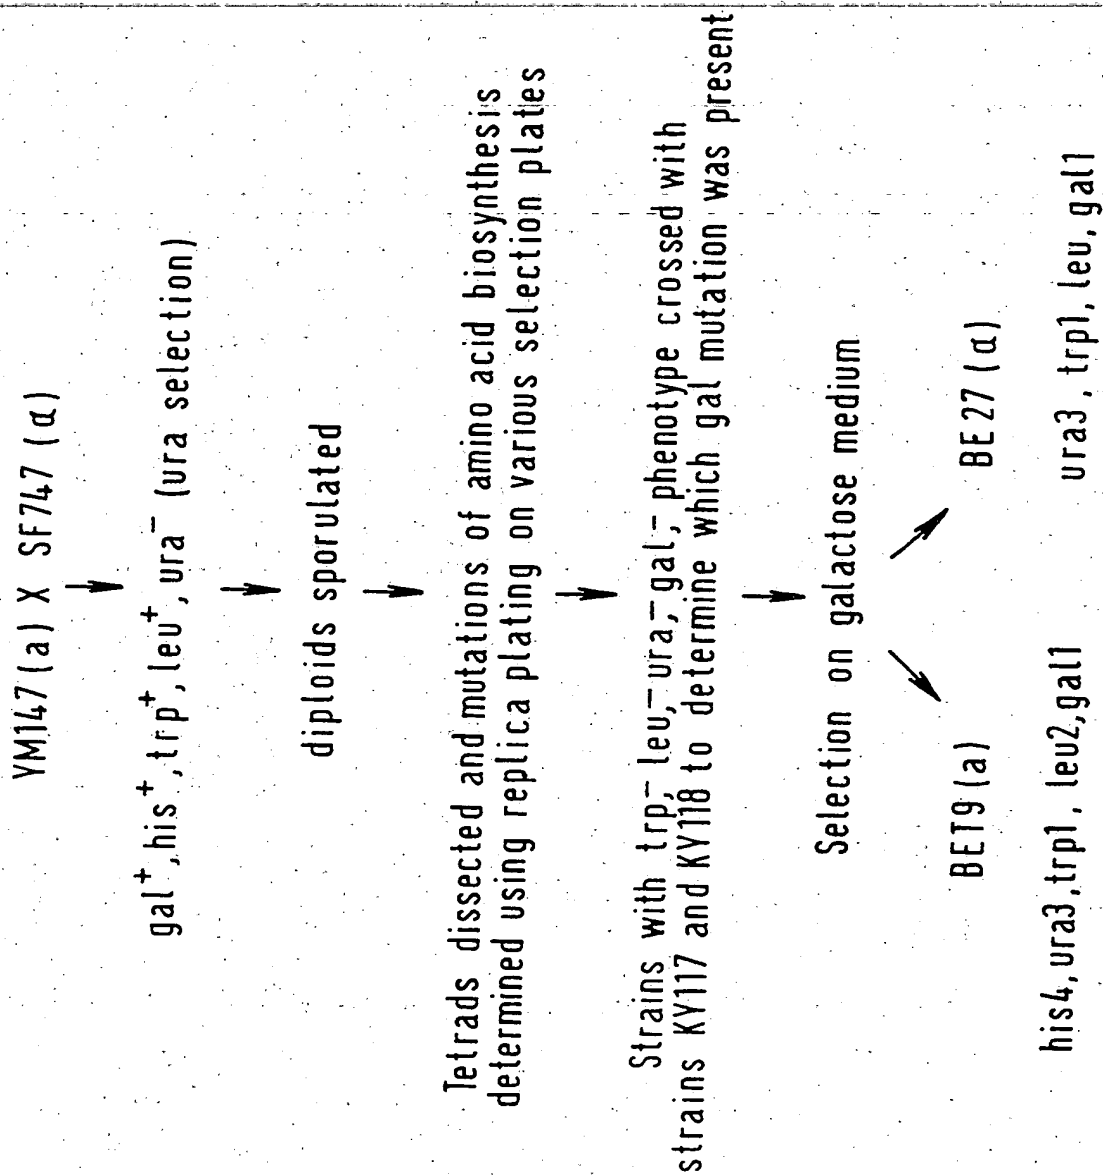 YM147 (a) X SF747 (α)
gal⁺, his⁺, trp⁺, leu⁺, ura⁻ (ura selection)
diploids sporulated
Tetrads dissected and mutations of amino acid biosynthesis
determined using replica plating on various selection plates
Strains with trp,⁻ leu,⁻ ura,⁻ gal,⁻ phenotype crossed with
strains KY117 and KY118 to determine which gal mutation was present
Selection on galactose medium
BET9 (a)
BE27 (α)
his4, ura3, trp1, leu2, gal1
ura3, trp1, leu, gal1